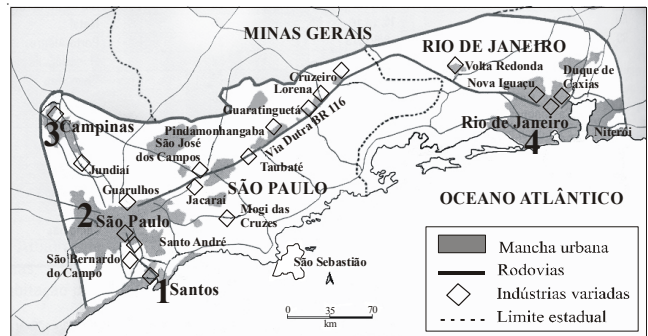 MINAS GERAIS
RIO DE JANEIRO
Volta Redonda
Nova Iguaçu
Duque de
Caxias
Cruzeiro
Lorena
Guaratinguetá
Via Dutra BR 116
3 Campinas
Pindamonhangaba
São José
dos Campos
Rio de Janeiro
4
Niterói
Jundiaí
Taubaté
Guarulhos
Jacareí
SÃO PAULO
OCEANO ATLÂNTICO
2 São Paulo
Mogi das
Cruzes
Santo André
São Bernardo
do Campo
São Sebastião
1 Santos
0 35 70
km
Mancha urbana
Rodovias
Indústrias variadas
Limite estadual